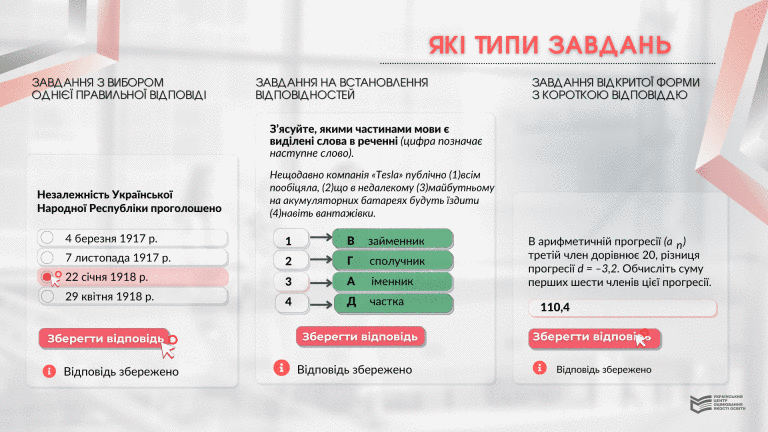 ЯКІ ТИПИ ЗАВДАНЬ
ЗАВДАННЯ З ВИБОРОМ
ОДНІЄЇ ПРАВИЛЬНОЇ ВІДПОВІДІ
Незалежність Української
Народної Республіки проголошено
4 березня 1917 р.
7 листопада 1917 р.
22 січня 1918 р.
29 квітня 1918 р.
Зберегти відповідь
Відповідь збережено
ЗАВДАННЯ НА ВСТАНОВЛЕННЯ
ВІДПОВІДНОСТЕЙ
З’ясуйте, якими частинами мови є
виділені слова в реченні (цифра позначає
наступне слово).
Нещодавно компанія «Tesla» публічно (1)всім
пообіцяла, (2)що в недалекому (3)майбутньому
на акумуляторних батареях будуть їздити
(4)навіть вантажівки.
1 В займенник
2 Г сполучник
3 А іменник
4 Д частка
Зберегти відповідь
Відповідь збережено
ЗАВДАННЯ ВІДКРИТОЇ ФОРМИ
З КОРОТКОЮ ВІДПОВІДДЮ
В арифметичній прогресії (a n)
третій член дорівнює 20, різниця
прогресії d = –3,2. Обчисліть суму
перших шести членів цієї прогресії.
110,4
Зберегти відповідь
Відповідь збережено
УКРАЇНСЬКИЙ
ЦЕНТР
ОЦІНЮВАННЯ
ЯКОСТІ ОСВІТИ